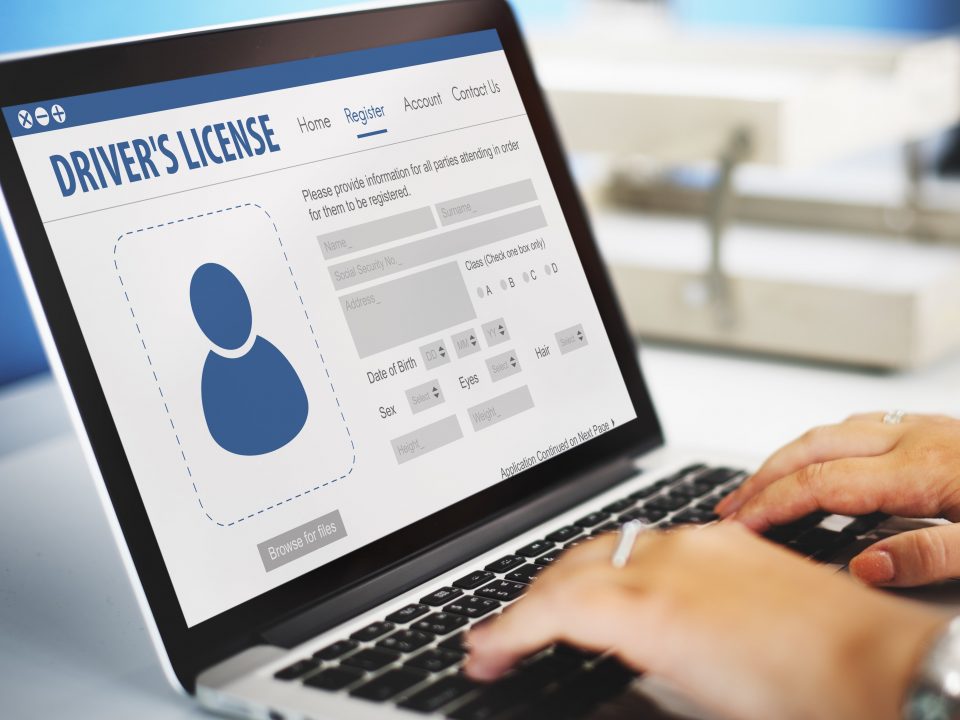 DRIVER'S LICENSE
Home Register Account Contact Us
Please provide information for all parties attending in order
for them to be registered.
Name_ Surname_
Social Security No._
Address_
Class (Check one box only)
A B C D
Date of Birth DD MM YY
Sex Select Eyes Select Hair Select
Height_ Weight_
Application Continued on Next Page
Browse for files